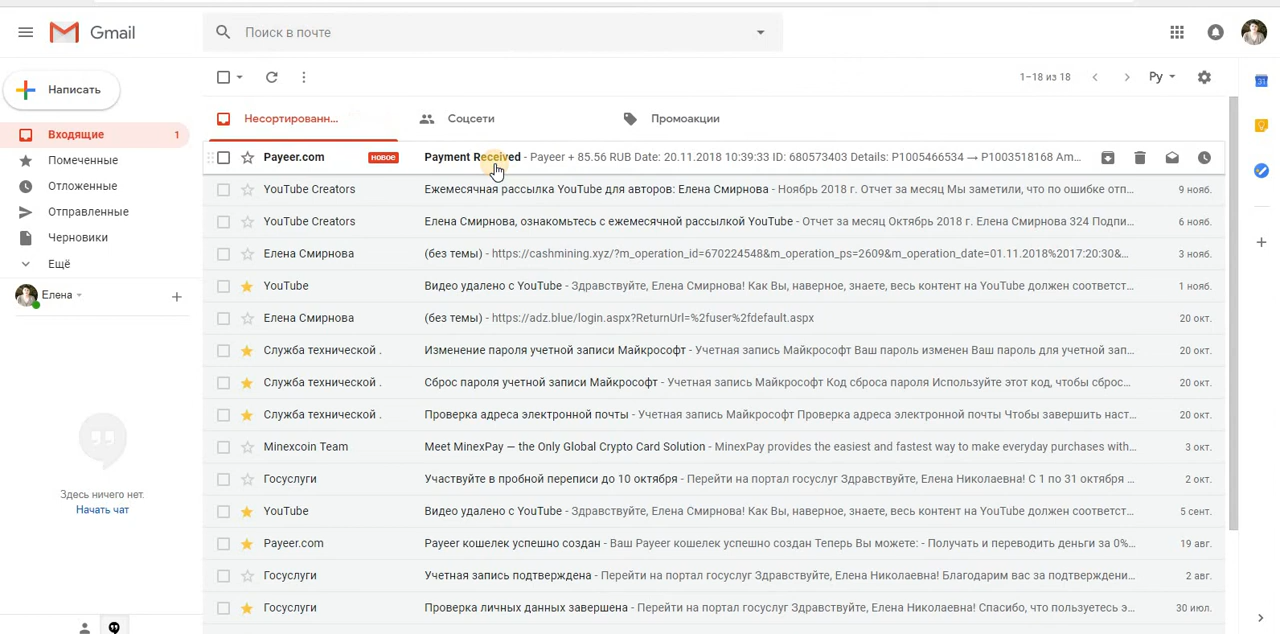 Gmail
Поиск в почте
Написать
1–18 из 18
Ру
31
Входящие 1
Помеченные
Отложенные
Отправленные
Черновики
Ещё
Елена
Здесь ничего нет.
Начать чат
Несортированн...
Соцсети
Промоакции
Payeer.com НОВОЕ Payment Received - Payeer + 85.56 RUB Date: 20.11.2018 10:39:33 ID: 680573403 Details: P1005466534 → P1003518168 Am...
YouTube Creators Ежемесячная рассылка YouTube для авторов: Елена Смирнова - Ноябрь 2018 г. Отчет за месяц Мы заметили, что по ошибке отп... 9 нояб.
YouTube Creators Елена Смирнова, ознакомьтесь с ежемесячной рассылкой YouTube - Отчет за месяц Октябрь 2018 г. Елена Смирнова 324 Подпи... 6 нояб.
Елена Смирнова (без темы) - https://cashmining.xyz/?m_operation_id=670224548&m_operation_ps=2609&m_operation_date=01.11.2018%2017:20:30&... 3 нояб.
YouTube Видео удалено с YouTube - Здравствуйте, Елена Смирнова! Как Вы, наверное, знаете, весь контент на YouTube должен соответст... 1 нояб.
Елена Смирнова (без темы) - https://adz.blue/login.aspx?ReturnUrl=%2fuser%2fdefault.aspx 20 окт.
Служба технической . Изменение пароля учетной записи Майкрософт - Учетная запись Майкрософт Ваш пароль изменен Ваш пароль для учетной зап... 20 окт.
Служба технической . Сброс пароля учетной записи Майкрософт - Учетная запись Майкрософт Код сброса пароля Используйте этот код, чтобы сброс... 20 окт.
Служба технической . Проверка адреса электронной почты - Учетная запись Майкрософт Проверка адреса электронной почты Чтобы завершить наст... 20 окт.
Minexcoin Team Meet MinexPay — the Only Global Crypto Card Solution - MinexPay provides the easiest and fastest way to make everyday purchases with... 3 окт.
Госуслуги Участвуйте в пробной переписи до 10 октября - Перейти на портал госуслуг Здравствуйте, Елена Николаевна! С 1 по 31 октября ... 2 окт.
YouTube Видео удалено с YouTube - Здравствуйте, Елена Смирнова! Как Вы, наверное, знаете, весь контент на YouTube должен соответст... 5 сент.
Payeer.com Payeer кошелек успешно создан - Ваш Payeer кошелек успешно создан Теперь Вы можете: - Получать и переводить деньги за 0%... 19 авг.
Госуслуги Учетная запись подтверждена - Перейти на портал госуслуг Здравствуйте, Елена Николаевна! Благодарим вас за подтверждени... 2 авг.
Госуслуги Проверка личных данных завершена - Перейти на портал госуслуг Здравствуйте, Елена Николаевна! Спасибо, что пользуетесь э... 30 июл.